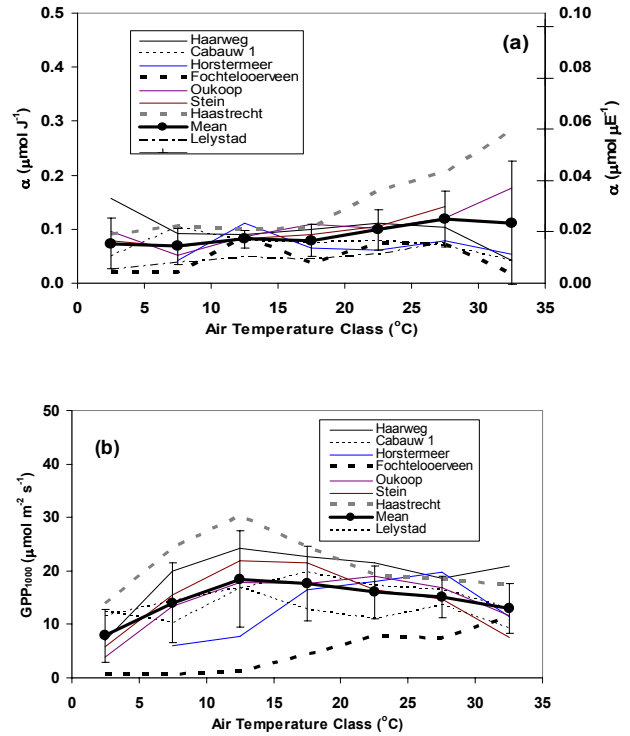 (a)
Haarweg
Cabauw 1
Horstermeer
Fochtelooerveen
Oukoop
Stein
Haastrecht
Mean
Lelystad
α (μmol J⁻¹)
0.5
0.4
0.3
0.2
0.1
0.0
α (μmol μE⁻¹)
0.10
0.08
0.06
0.04
0.02
0.00
0 5 10 15 20 25 30 35
Air Temperature Class (°C)
(b)
Haarweg
Cabauw 1
Horstermeer
Fochtelooerveen
Oukoop
Stein
Haastrecht
Mean
Lelystad
GPP₁₀₀₀ (μmol m⁻² s⁻¹)
50
40
30
20
10
0
0 5 10 15 20 25 30 35
Air Temperature Class (°C)